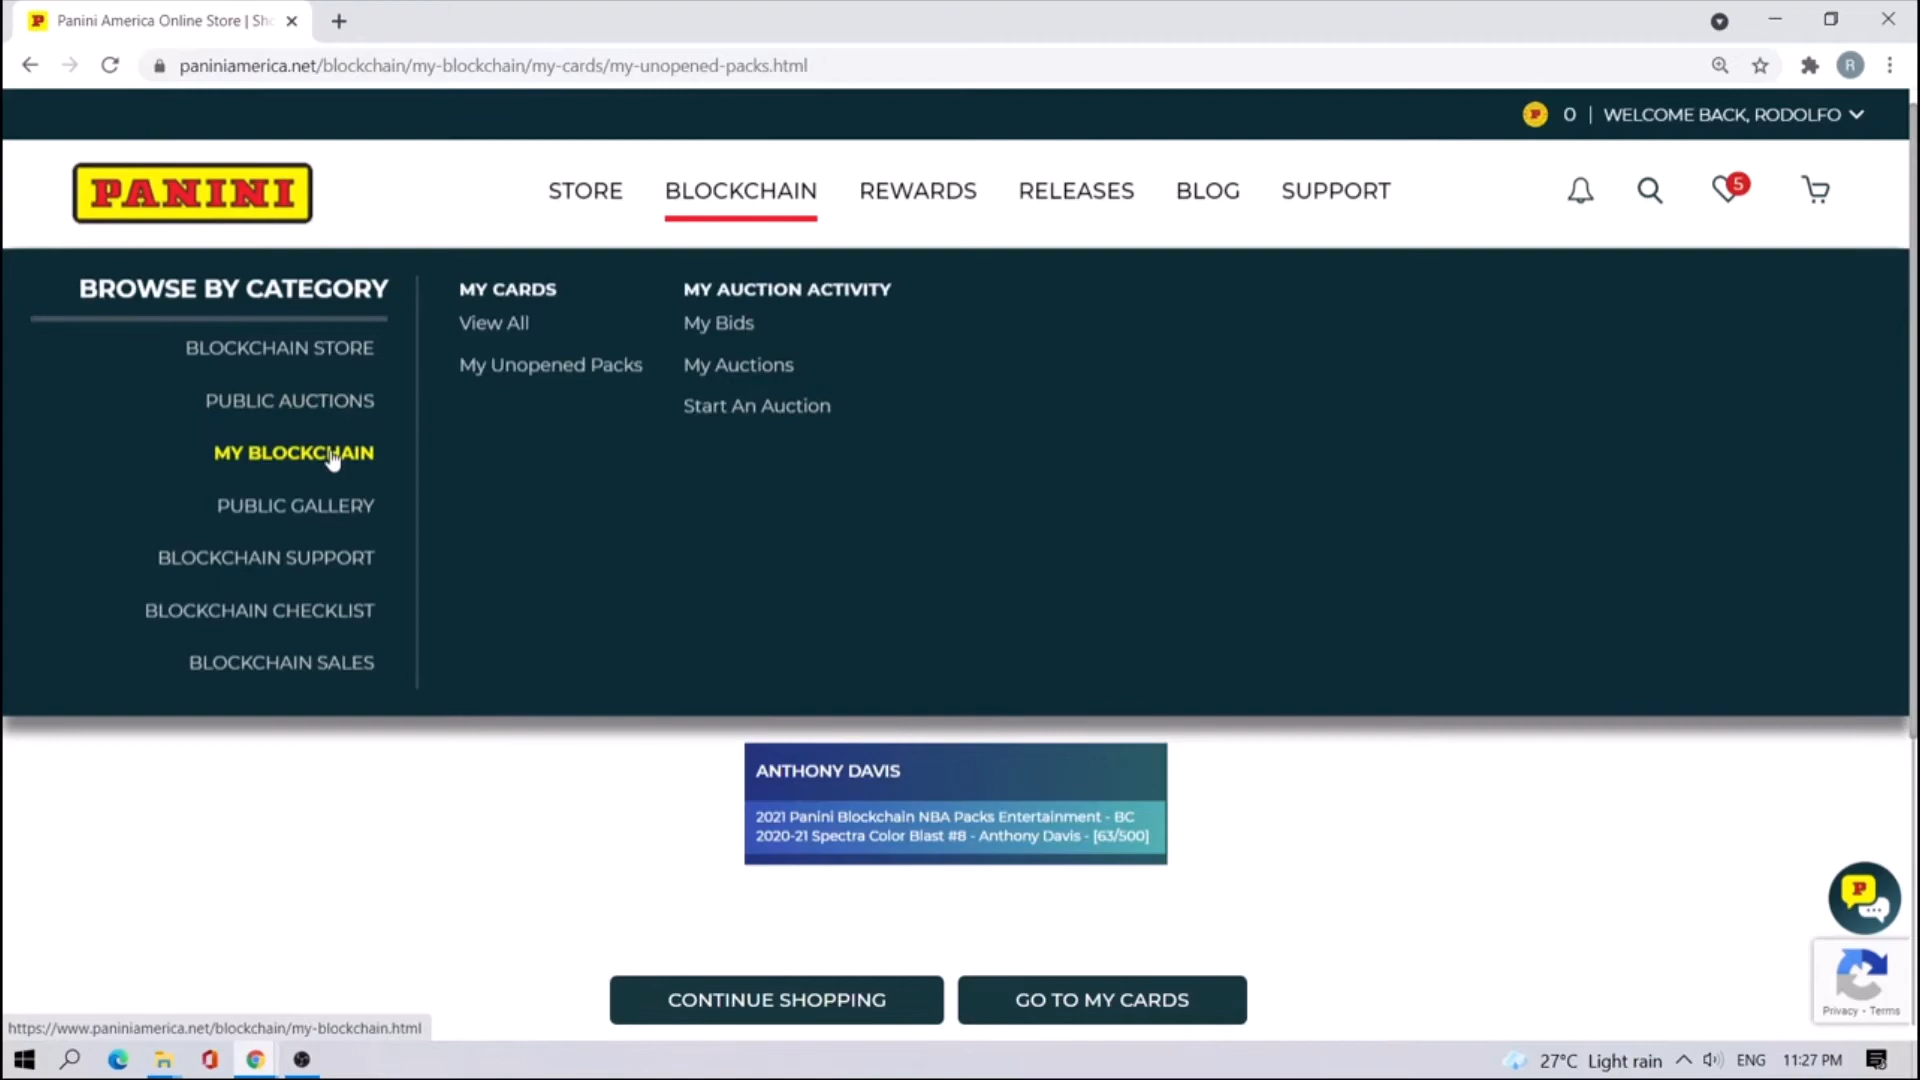 Panini America Online Store | Sho
paniniamerica.net/blockchain/my-blockchain/my-cards/my-unopened-packs.html
R
P 0 | WELCOME BACK, RODOLFO
PANINI
STORE BLOCKCHAIN REWARDS RELEASES BLOG SUPPORT
5
BROWSE BY CATEGORY
BLOCKCHAIN STORE
PUBLIC AUCTIONS
MY BLOCKCHAIN
PUBLIC GALLERY
BLOCKCHAIN SUPPORT
BLOCKCHAIN CHECKLIST
BLOCKCHAIN SALES
MY CARDS
View All
My Unopened Packs
MY AUCTION ACTIVITY
My Bids
My Auctions
Start An Auction
ANTHONY DAVIS
2021 Panini Blockchain NBA Packs Entertainment - BC
2020-21 Spectra Color Blast #8 - Anthony Davis - [63/500]
P
CONTINUE SHOPPING
GO TO MY CARDS
Privacy - Terms
https://www.paniniamerica.net/blockchain/my-blockchain.html
27°C Light rain ENG 11:27 PM